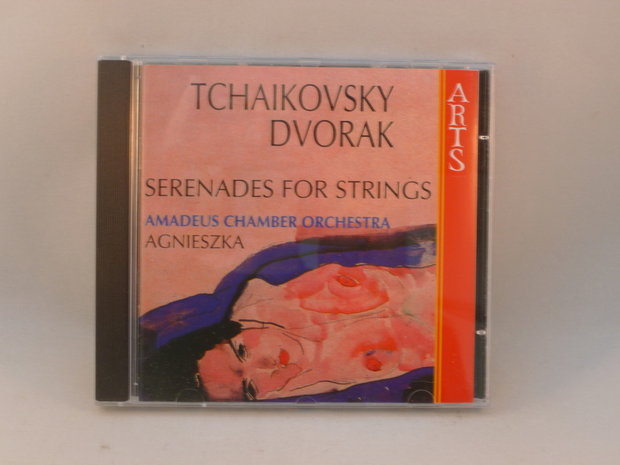 TCHAIKOVSKY
DVORAK
SERENADES FOR STRINGS
AMADEUS CHAMBER ORCHESTRA
AGNIESZKA
ARTS